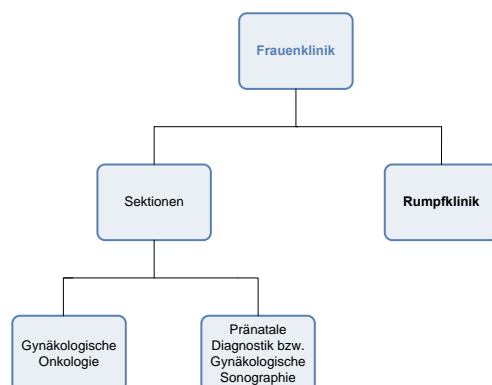 Frauenklinik
Sektionen
Rumpfklinik
Gynäkologische
Onkologie
Pränatale
Diagnostik bzw.
Gynäkologische
Sonographie